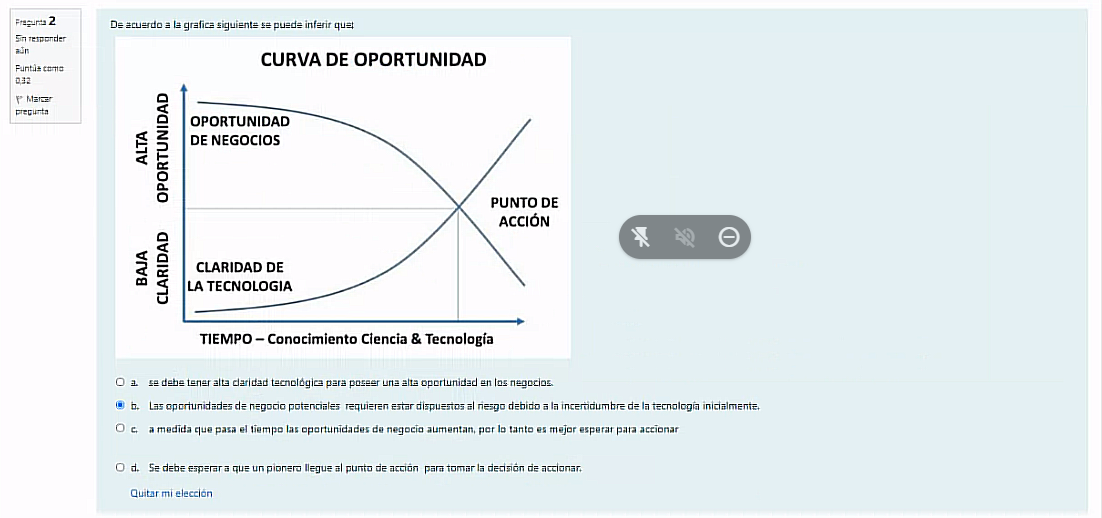 Pregunta 2
Sin responder
aún
Puntúa como
0,32
Marcar
pregunta
De acuerdo a la grafica siguiente se puede inferir que:
CURVA DE OPORTUNIDAD
ALTA
OPORTUNIDAD
OPORTUNIDAD
DE NEGOCIOS
PUNTO DE
ACCIÓN
BAJA
CLARIDAD
CLARIDAD DE
LA TECNOLOGIA
TIEMPO – Conocimiento Ciencia & Tecnología
a. se debe tener alta claridad tecnológica para poseer una alta oportunidad en los negocios.
b. Las oportunidades de negocio potenciales requieren estar dispuestos al riesgo debido a la incertidumbre de la tecnología inicialmente.
c. a medida que pasa el tiempo las oportunidades de negocio aumentan, por lo tanto es mejor esperar para accionar
d. Se debe esperar a que un pionero llegue al punto de acción para tomar la decisión de accionar.
Quitar mi elección